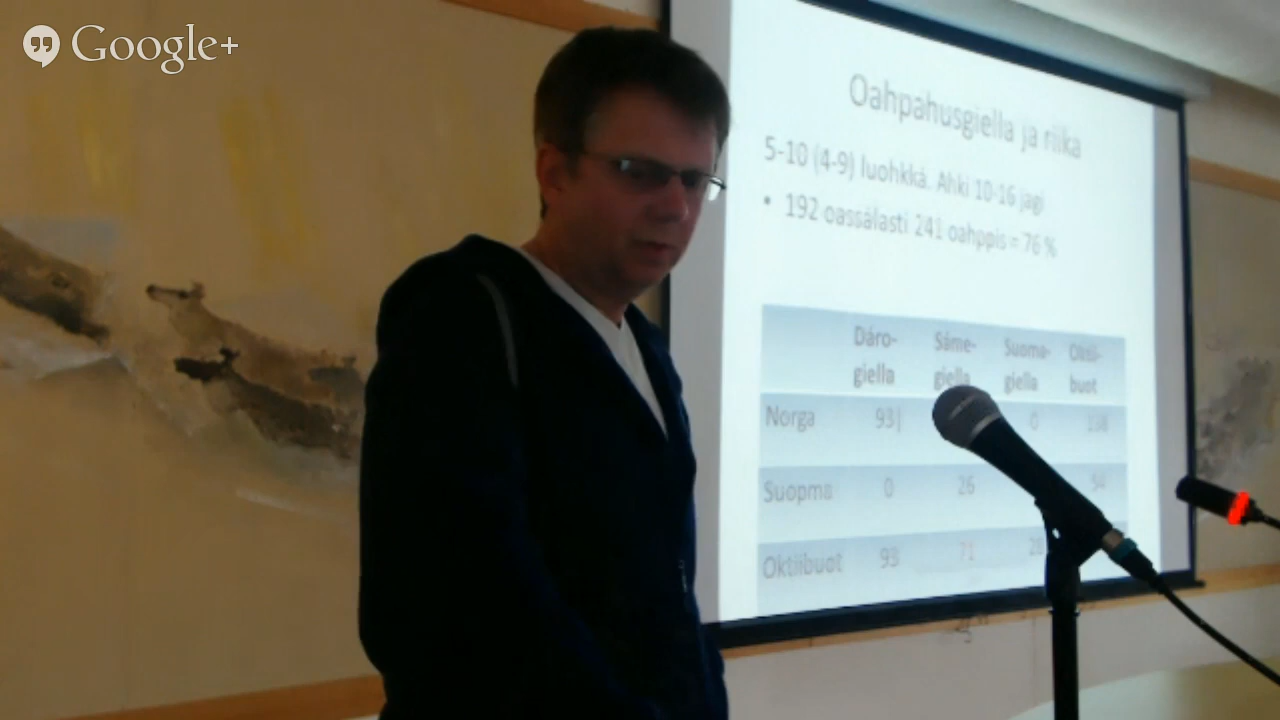 Google+
Oahpahusgiella ja riika
5-10 (4-9) luohkká. Ahki 10-16 jagi
• 192 oassálasti 241 oahppis = 76 %
Dáro- Sáme- Suoma- Oktii-
giella giella giella buot
Norga 93 0 138
Suopma 0 26 54
Oktiibuot 93 71